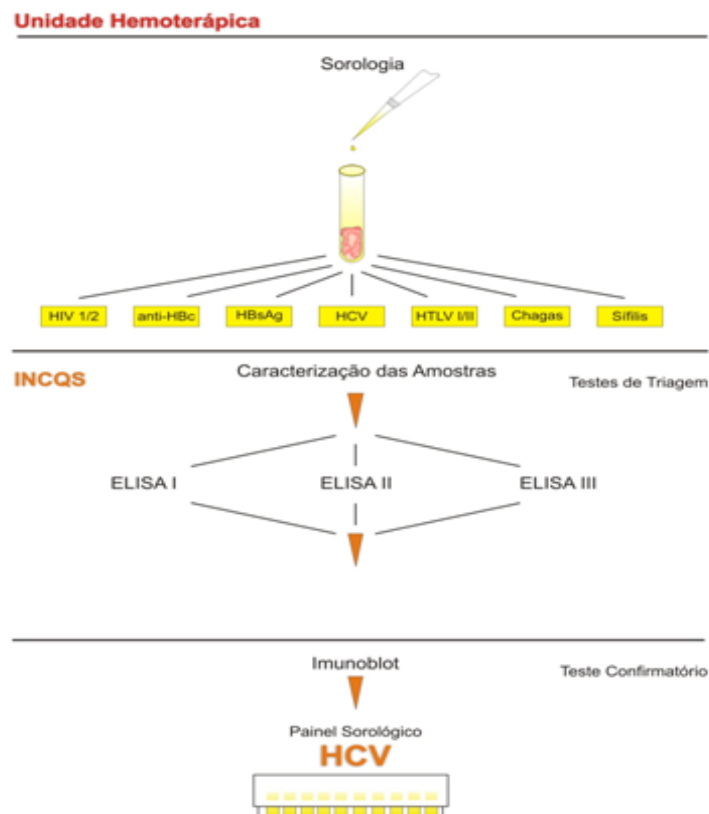 Unidade Hemoterápica
Sorologia
HIV 1/2
anti-HBc
HBsAg
HCV
HTLV I/II
Chagas
Sífilis
INCQS
Caracterização das Amostras
Testes de Triagem
ELISA I
ELISA II
ELISA III
Imunoblot
Teste Confirmatório
Painel Sorológico
HCV